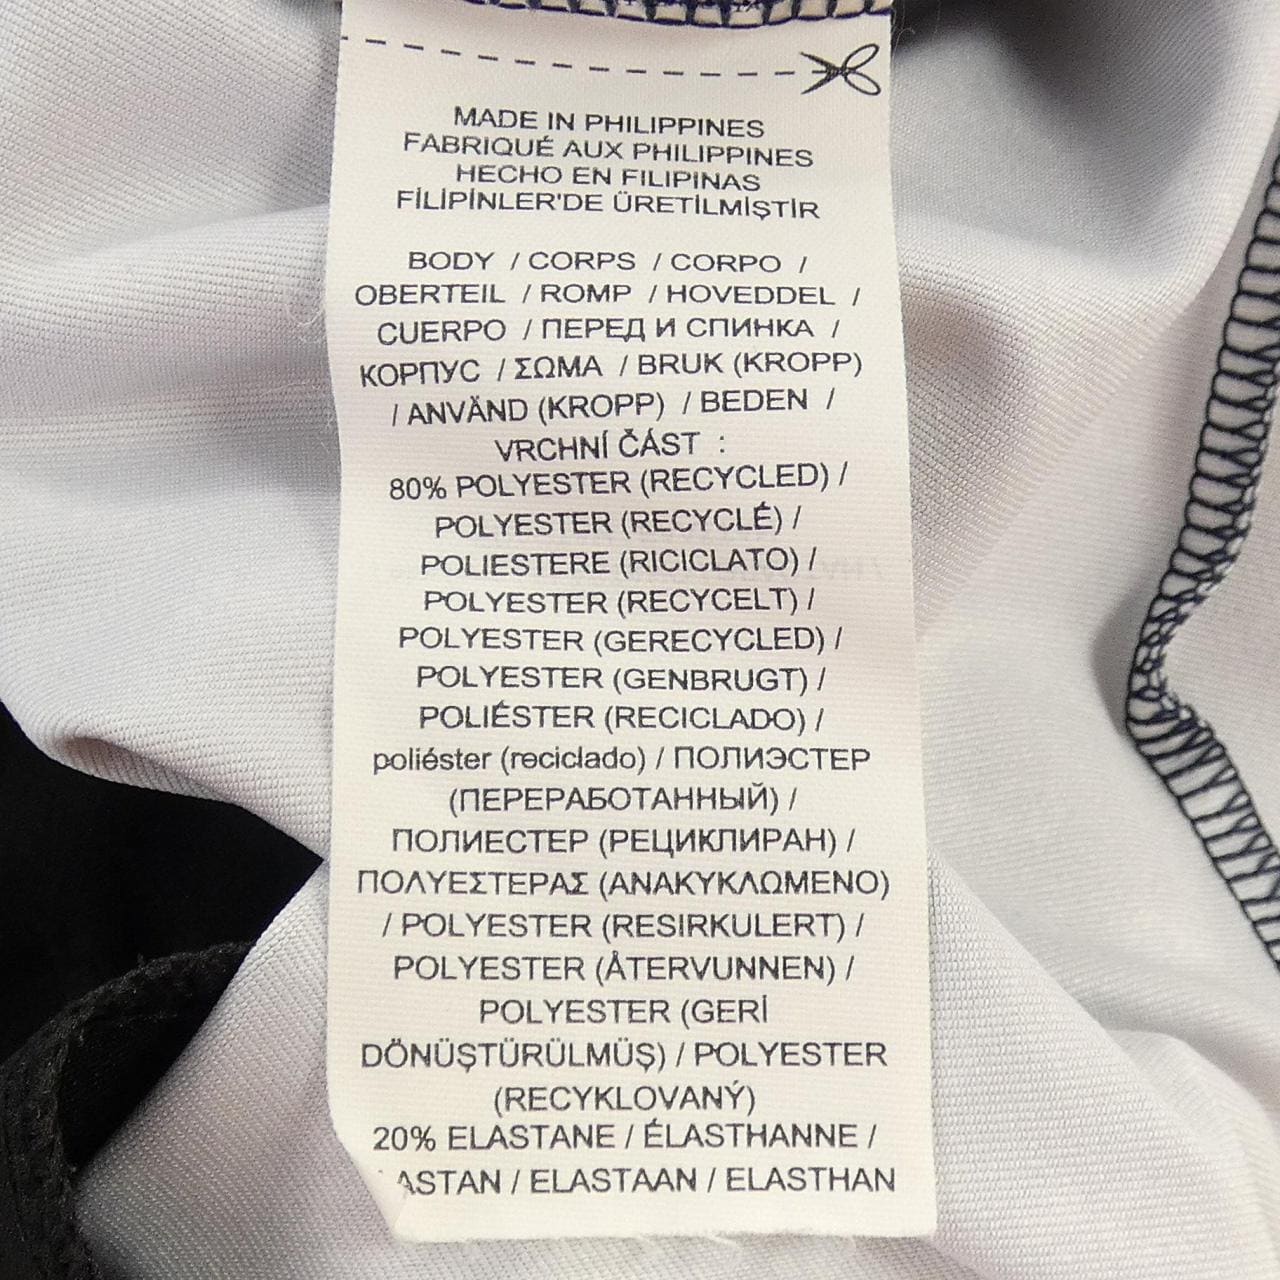 MADE IN PHILIPPINES
FABRIQUÉ AUX PHILIPPINES
HECHO EN FILIPINAS
FİLİPİNLER'DE ÜRETİLMİŞTİR
BODY / CORPS / CORPO /
OBERTEIL / ROMP / HOVEDDEL /
CUERPO / ПЕРЕД И СПИНКА /
КОРПУС / ΣΩΜΑ / BRUK (KROPP)
/ ANVÄND (KROPP) / BEDEN /
VRCHNÍ ČÁST :
80% POLYESTER (RECYCLED) /
POLYESTER (RECYCLÉ) /
POLIESTERE (RICICLATO) /
POLYESTER (RECYCELT) /
POLYESTER (GERECYCLED) /
POLYESTER (GENBRUGT) /
POLIÉSTER (RECICLADO) /
poliéster (reciclado) / ПОЛИЭСТЕР
(ПЕРЕРАБОТАННЫЙ) /
ПОЛИЕСТЕР (РЕЦИКЛИРАН) /
ΠΟΛΥΕΣΤΕΡΑΣ (ΑΝΑΚΥΚΛΩΜΕΝΟ)
/ POLYESTER (RESIRKULERT) /
POLYESTER (ÅTERVUNNEN) /
POLYESTER (GERİ
DÖNÜŞTÜRÜLMÜŞ) / POLYESTER
(RECYKLOVANÝ)
20% ELASTANE / ÉLASTHANNE /
ASTAN / ELASTAAN / ELASTHAN